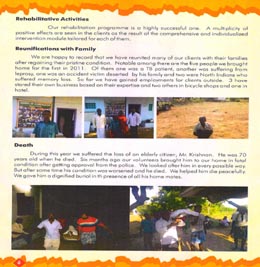 Rehabilitative Activities
Our rehabilitation programme is a highly successful one. A multiplicity of
positive effects are seen in the clients as the result of the comprehensive and individualized
intervention module tailored for each of them.
Reunifications with Family
We are happy to record that we have reunited many of our clients with their families
after regaining their pristine condition. Notable among there are the five people we brought
home for the first in 2011. Of them one was a TB patient, another was suffering from
leprosy, one was an accident victim deserted by his family and two were North Indians who
suffered memory loss. So far we have gained employments for clients outside. 3 have
stored their own business based on their expertise and two others in bicycle shops and one in
hotel.
Death
During this year we suffered the loss of an elderly citizen, Mr. Krishnan. He was 70
years old when he died. Six months ago our volunteers brought him to our home in fatal
condition after getting approval from the police. We looked after him in every possible way.
But after some time his condition was worsened and he died. We helped him die peacefully.
We gave him a dignified burial in th presence of all his home mates.